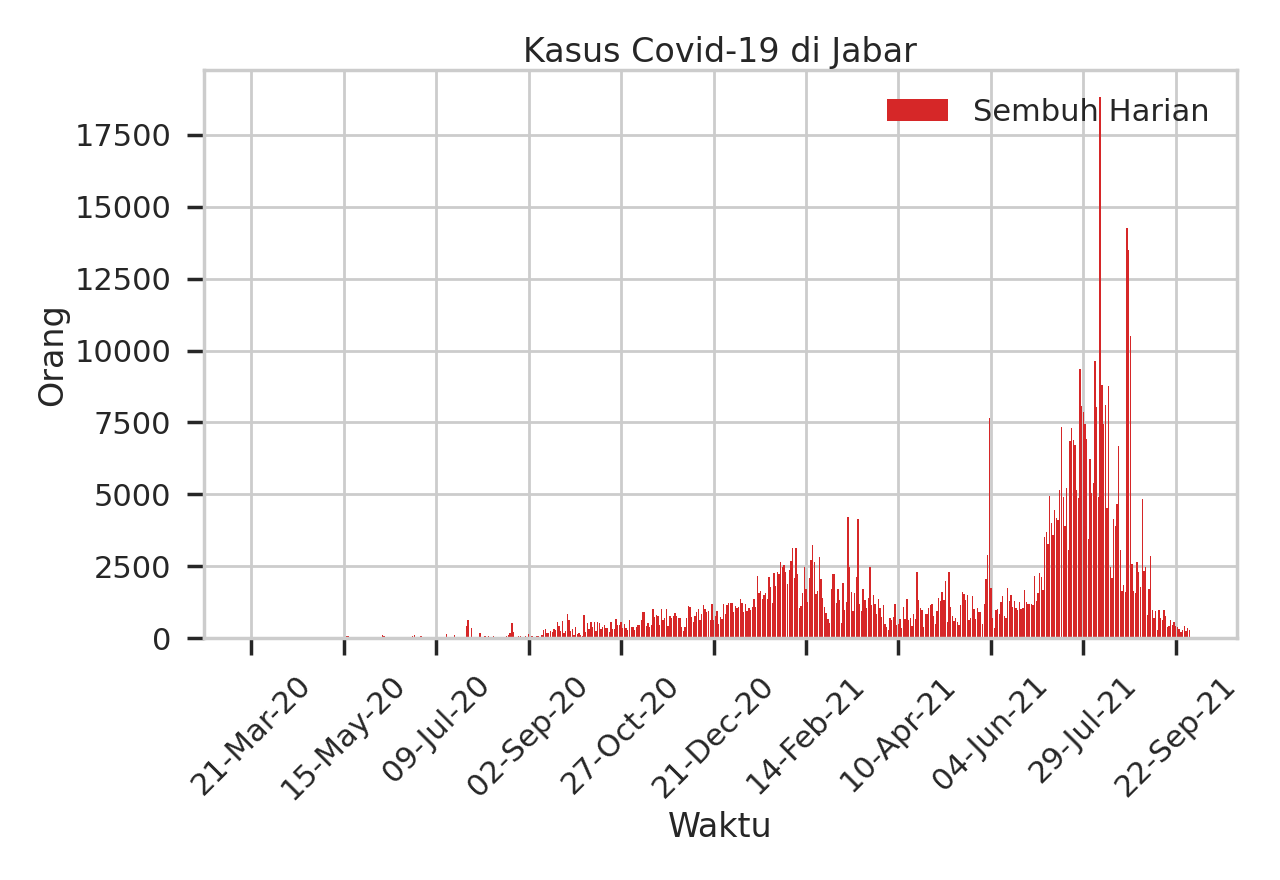 Kasus Covid-19 di Jabar
Sembuh Harian
17500
15000
12500
10000
7500
5000
2500
0
Orang
21-Mar-20
15-May-20
09-Jul-20
02-Sep-20
27-Oct-20
21-Dec-20
14-Feb-21
10-Apr-21
04-Jun-21
29-Jul-21
22-Sep-21
Waktu